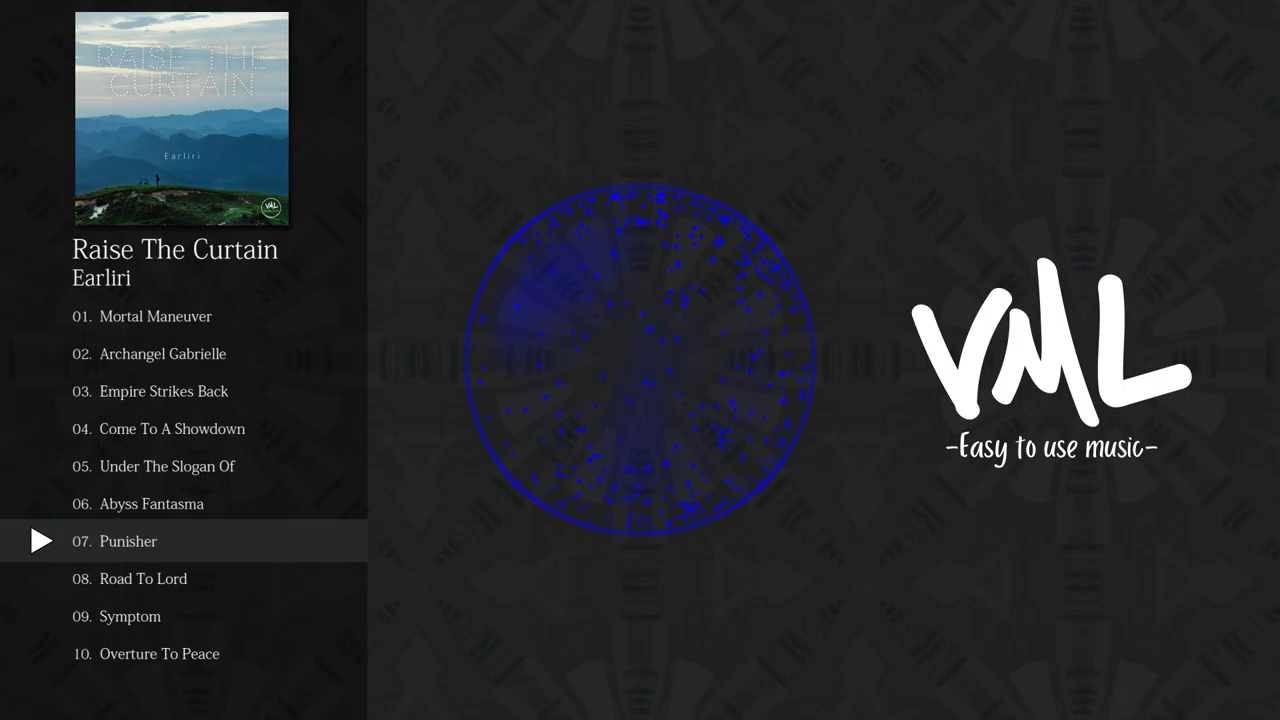 RAISE THE
CURTAIN
Earliri
VML
Raise The Curtain
Earliri
01. Mortal Maneuver
02. Archangel Gabrielle
03. Empire Strikes Back
04. Come To A Showdown
05. Under The Slogan Of
06. Abyss Fantasma
07. Punisher
08. Road To Lord
09. Symptom
10. Overture To Peace
VML
-Easy to use music-